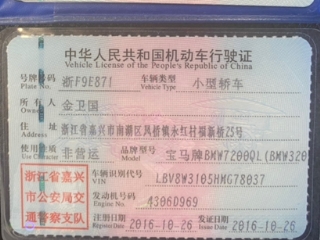 中华人民共和国机动车行驶证
Vehicle License of the People's Republic of China
号牌号码 浙F9E871 车辆类型 小型轿车
Plate No. Vehicle Type
所有人 金卫国
Owner
住址 浙江省嘉兴市南湖区凤桥镇永红村福新桥25号
Address
使用性质 非营运 品牌型号 宝马牌BMW7200QL(BMW320
Use Character Model
浙江省嘉兴市公安局交通警察支队
车辆识别代号 LBV8W3105HMG78037
VIN
发动机号码 4306D969
Engine No.
注册日期 2016-10-26 发证日期 2016-10-26
Register Date Issue Date